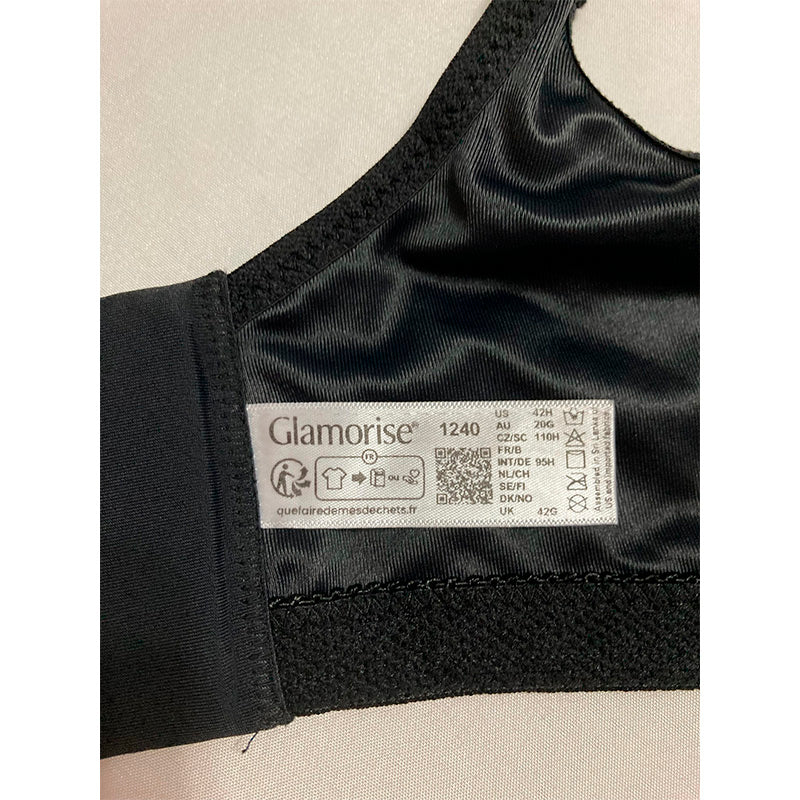 Glamorise® 1240
FR
OU
quefairedemesdechets.fr
US 42H
AU 20G
CZ/SC 110H
FR/B
INT/DE 95H
NL/CH
SE/FI
DK/NO
UK 42G
Assembled in Sri Lanka of
US and imported fabrics